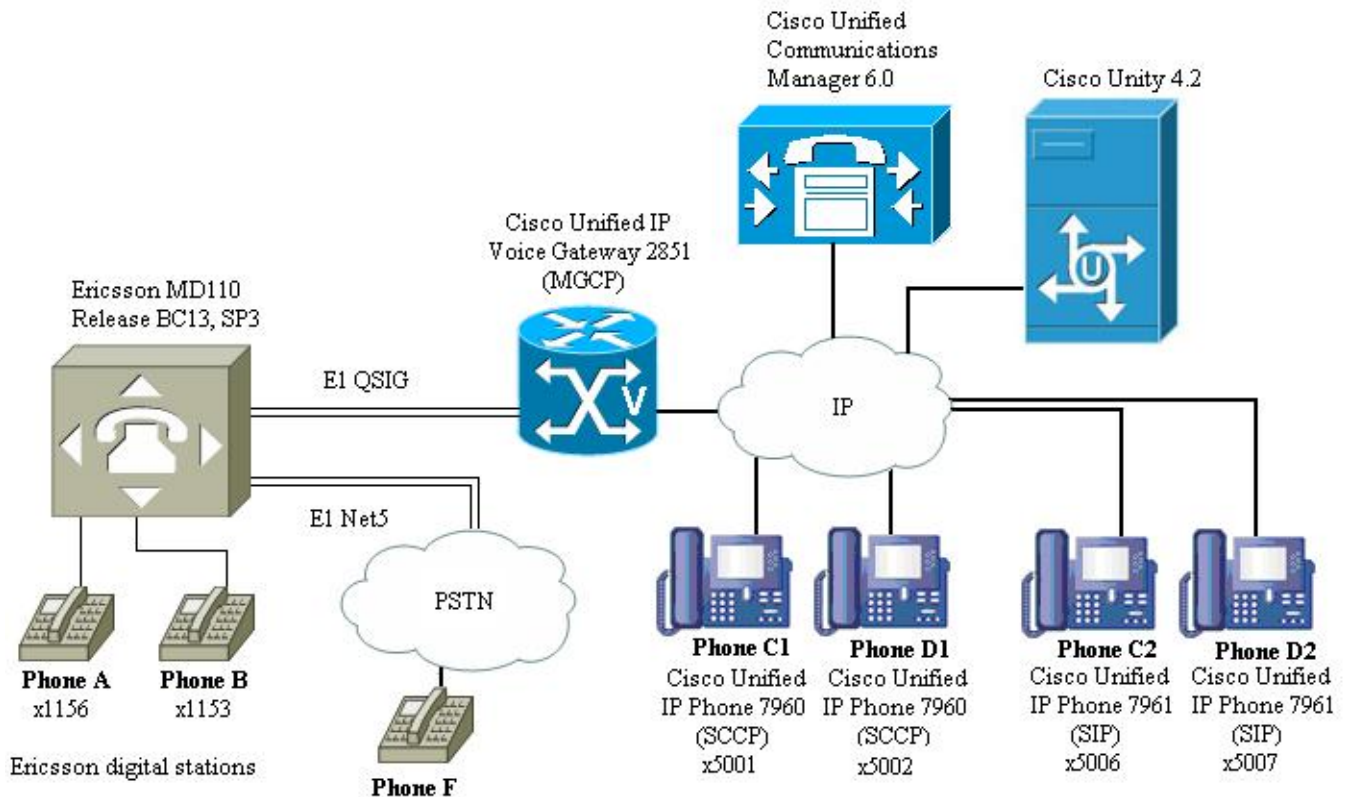 Cisco Unified
Communications
Manager 6.0
Cisco Unity 4.2
Cisco Unified IP
Voice Gateway 2851
(MGCP)
Ericsson MD110
Release BC13, SP3
E1 QSIG
V
IP
U
E1 Net5
PSTN
Phone A
x1156
Phone B
x1153
Ericsson digital stations
Phone F
Phone C1
Cisco Unified
IP Phone 7960
(SCCP)
x5001
Phone D1
Cisco Unified
IP Phone 7960
(SCCP)
x5002
Phone C2
Cisco Unified
IP Phone 7961
(SIP)
x5006
Phone D2
Cisco Unified
IP Phone 7961
(SIP)
x5007